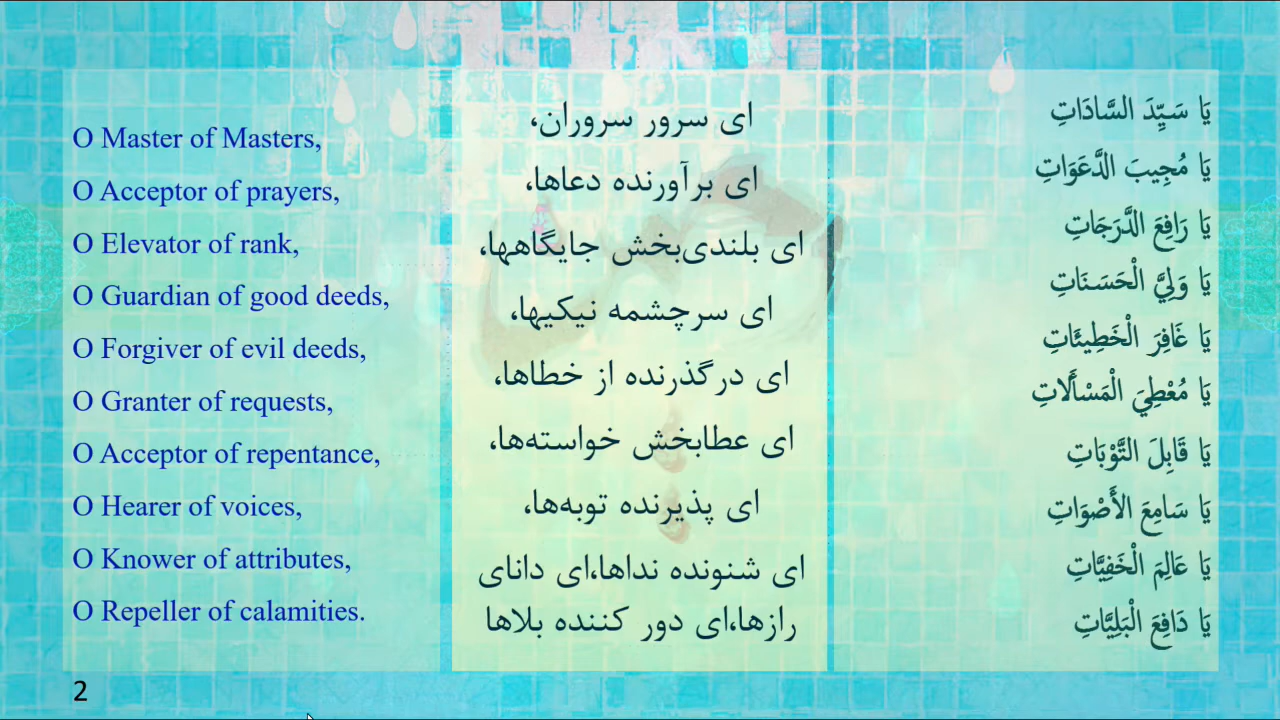 O Master of Masters,
O Acceptor of prayers,
O Elevator of rank,
O Guardian of good deeds,
O Forgiver of evil deeds,
O Granter of requests,
O Acceptor of repentance,
O Hearer of voices,
O Knower of attributes,
O Repeller of calamities.
ای سرور سروران،
ای برآورنده دعاها،
ای بلندی‌بخش جایگاهها،
ای سرچشمه نیکیها،
ای درگذرنده از خطاها،
ای عطابخش خواسته‌ها،
ای پذیرنده توبه‌ها،
ای شنونده نداها،ای دانای
رازها،ای دور کننده بلاها
يَا سَيِّدَ السَّادَاتِ
يَا مُجِيبَ الدَّعَوَاتِ
يَا رَافِعَ الدَّرَجَاتِ
يَا وَلِيَّ الْحَسَنَاتِ
يَا غَافِرَ الْخَطِيئَاتِ
يَا مُعْطِيَ الْمَسْأَلاتِ
يَا قَابِلَ التَّوْبَاتِ
يَا سَامِعَ الأَصْوَاتِ
يَا عَالِمَ الْخَفِيَّاتِ
يَا دَافِعَ الْبَلِيَّاتِ
2